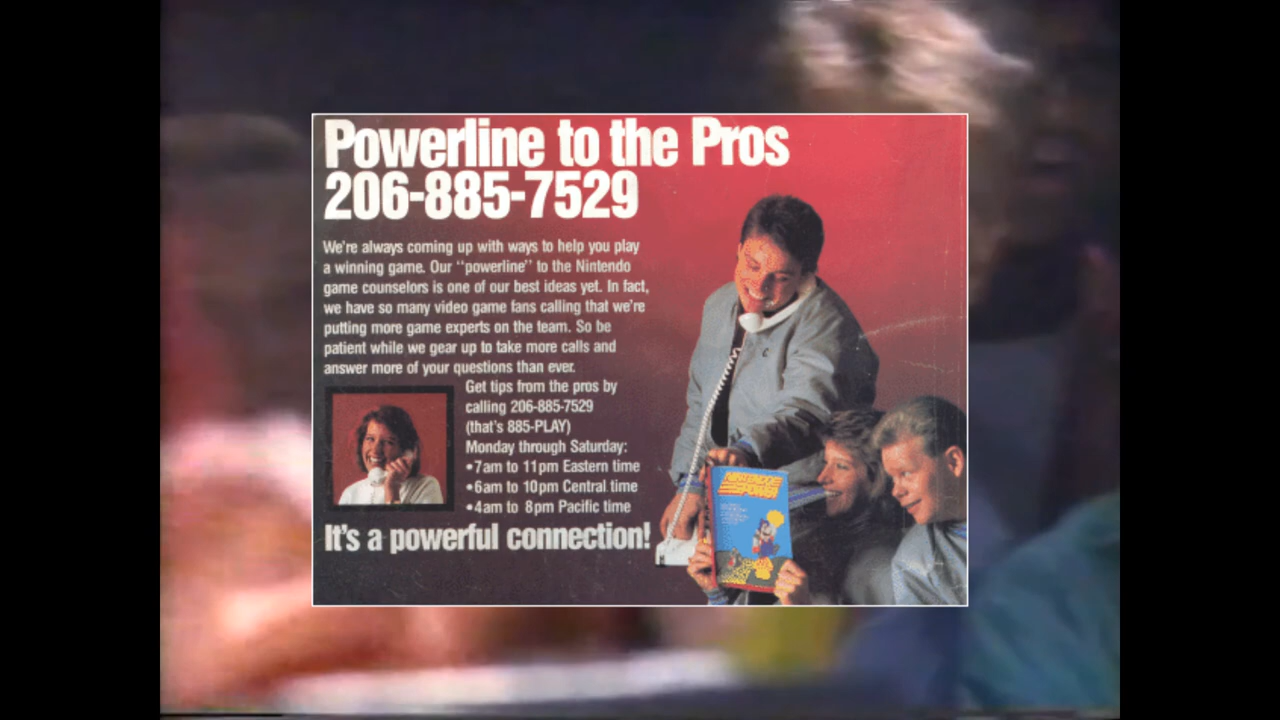 Powerline to the Pros
206-885-7529
We're always coming up with ways to help you play
a winning game. Our "powerline" to the Nintendo
game counselors is one of our best ideas yet. In fact,
we have so many video game fans calling that we're
putting more game experts on the team. So be
patient while we gear up to take more calls and
answer more of your questions than ever.
Get tips from the pros by
calling 206-885-7529
(that's 885-PLAY)
Monday through Saturday:
•7am to 11pm Eastern time
•6am to 10pm Central time
•4am to 8pm Pacific time
It's a powerful connection!
NINTENDO
POWER